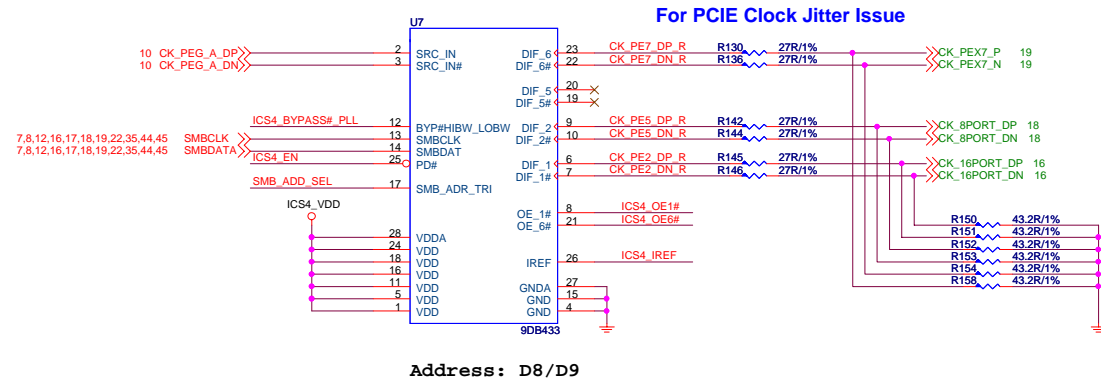 For PCIE Clock Jitter Issue
U7
10 CK_PEG_A_DP 2 SRC_IN DIF_6 23 CK_PE7_DP_R R130 27R/1% CK_PEX7_P 19
10 CK_PEG_A_DN 3 SRC_IN# DIF_6# 22 CK_PE7_DN_R R136 27R/1% CK_PEX7_N 19
DIF_5 20
DIF_5# 19
ICS4_BYPASS#_PLL 12 BYP#HIBW_LOBW DIF_2 9 CK_PE5_DP_R R142 27R/1% CK_8PORT_DP 18
7,8,12,16,17,18,19,22,35,44,45 SMBCLK 13 SMBCLK DIF_2# 10 CK_PE5_DN_R R144 27R/1% CK_8PORT_DN 18
7,8,12,16,17,18,19,22,35,44,45 SMBDATA 14 SMBDAT
ICS4_EN 25 PD# DIF_1 6 CK_PE2_DP_R R145 27R/1% CK_16PORT_DP 16
DIF_1# 7 CK_PE2_DN_R R146 27R/1% CK_16PORT_DN 16
SMB_ADD_SEL 17 SMB_ADR_TRI
ICS4_VDD
OE_1# 8 ICS4_OE1#
OE_6# 21 ICS4_OE6#
R150 43.2R/1%
R151 43.2R/1%
R152 43.2R/1%
R153 43.2R/1%
R154 43.2R/1%
R158 43.2R/1%
28 VDDA
24 VDD
18 VDD IREF 26 ICS4_IREF
16 VDD
11 VDD GNDA 27
5 VDD GND 15
1 VDD GND 4
9DB433
Address: D8/D9